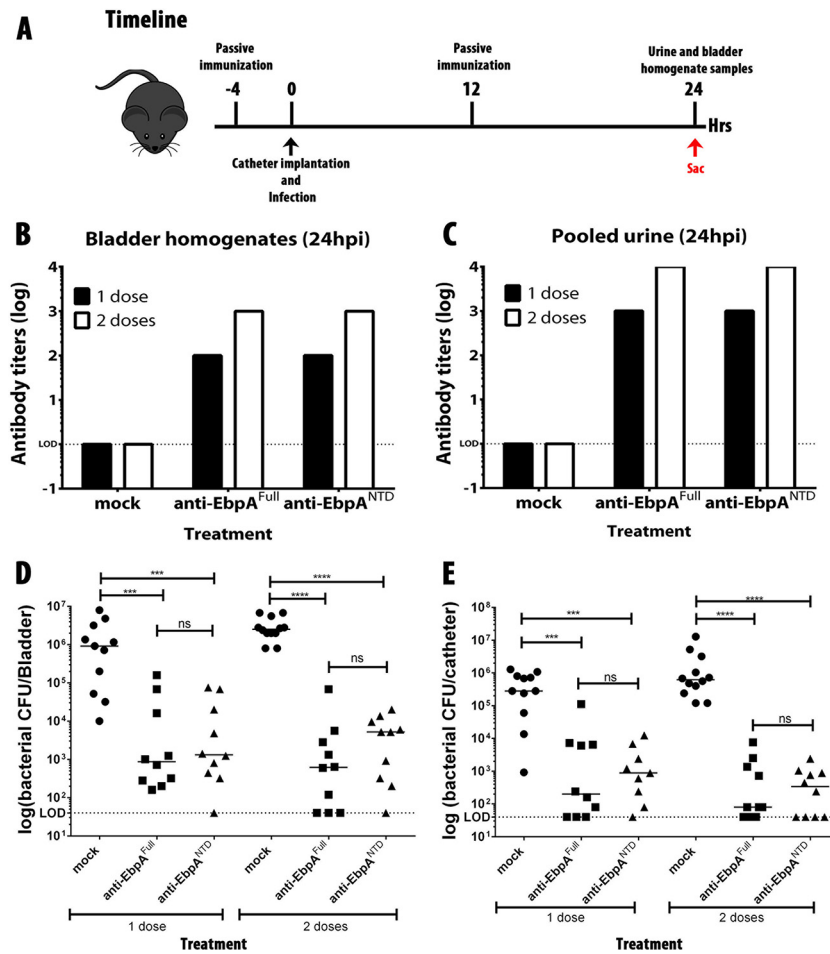 A
Timeline
Passive
immunization
Passive
immunization
Urine and bladder
homogenate samples
-4
0
12
24
Hrs
Catheter implantation
and
Infection
Sac
B
Bladder homogenates (24hpi)
Antibody titers (log)
4
3
2
1
LOD
-1
1 dose
2 doses
mock
anti-EbpA^Full
anti-EbpA^NTD
Treatment
C
Pooled urine (24hpi)
Antibody titers (log)
4
3
2
1
LOD
-1
1 dose
2 doses
mock
anti-EbpA^Full
anti-EbpA^NTD
Treatment
D
log(bacterial CFU/Bladder)
10^7
10^6
10^5
10^4
10^3
10^2
LOD
10^1
***
***
ns
****
****
ns
mock
anti-EbpA^Full
anti-EbpA^NTD
mock
anti-EbpA^Full
anti-EbpA^NTD
1 dose
2 doses
Treatment
E
log (bacterial CFU/catheter)
10^8
10^7
10^6
10^5
10^4
10^3
10^2
LOD
10^1
***
***
ns
****
****
ns
mock
anti-EbpA^Full
anti-EbpA^NTD
mock
anti-EbpA^Full
anti-EbpA^NTD
1 dose
2 doses
Treatment